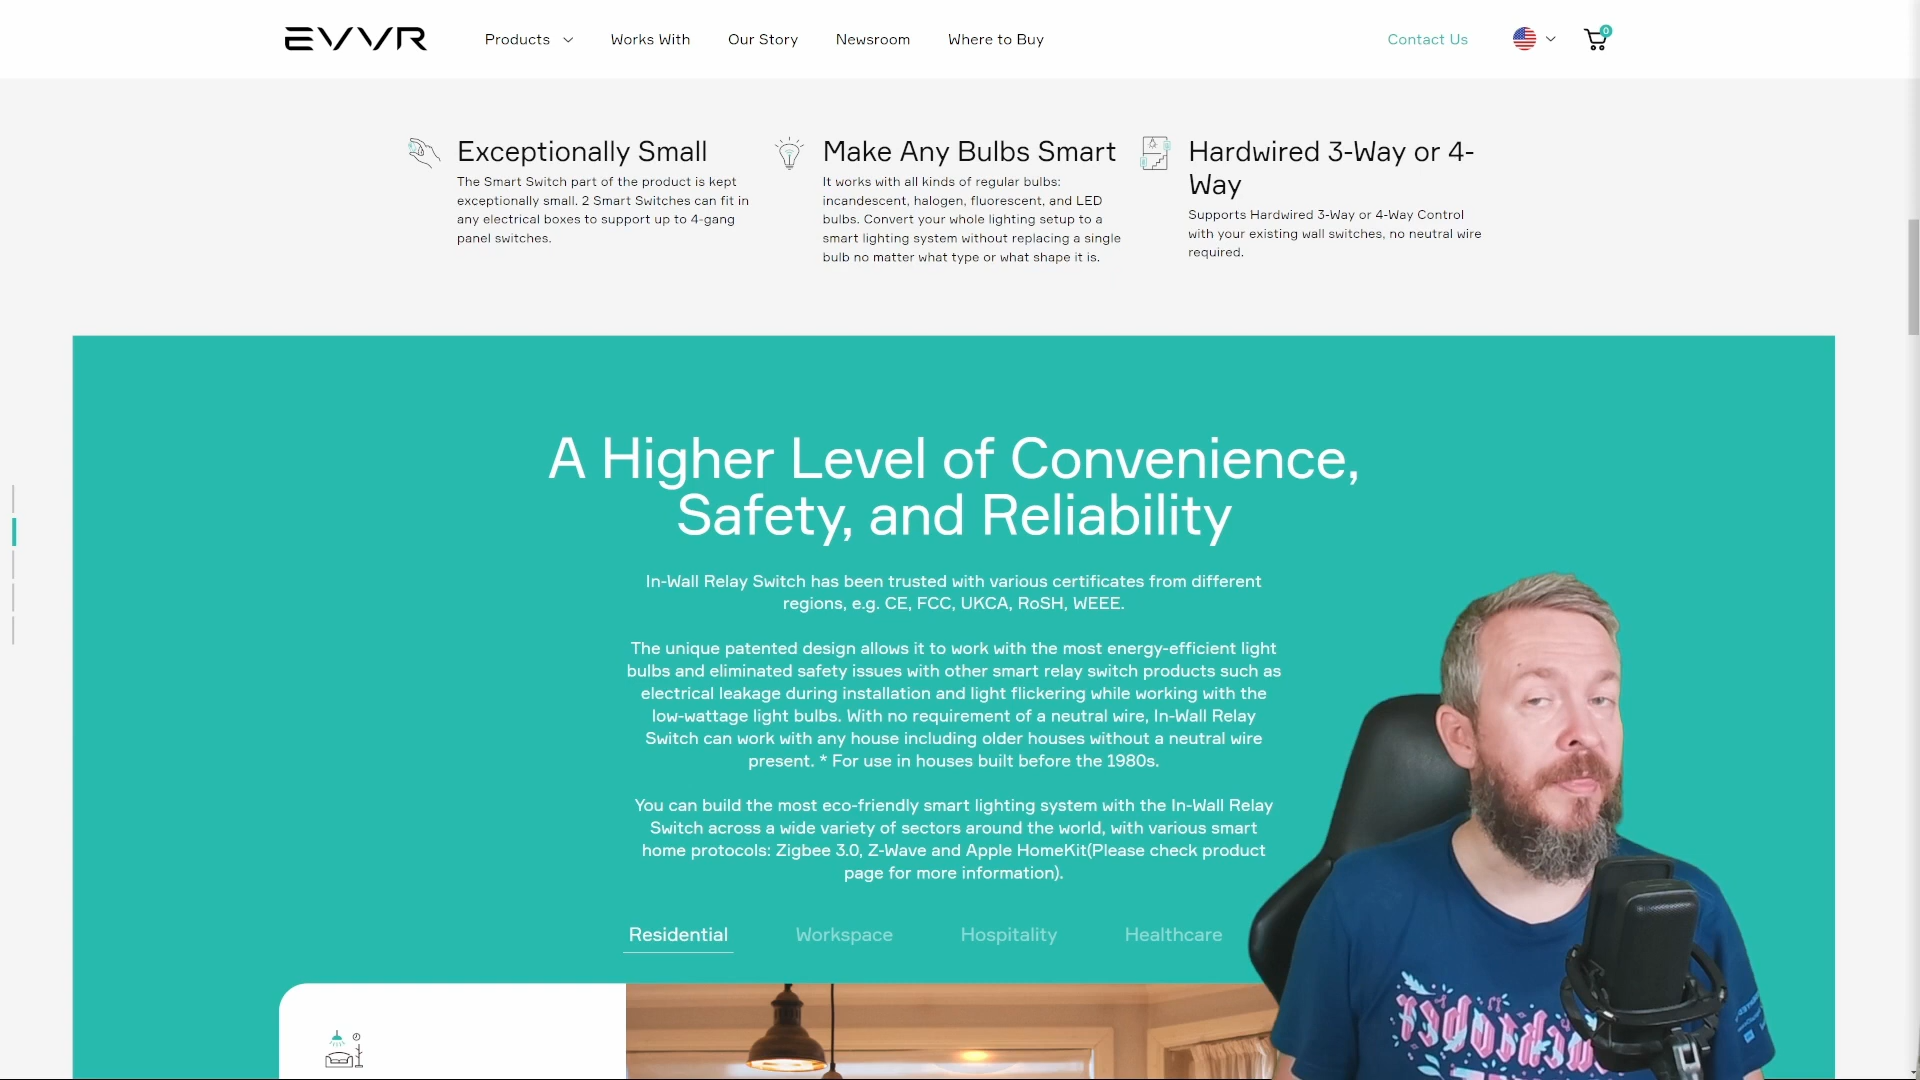 EVVR
Products
Works With
Our Story
Newsroom
Where to Buy
Contact Us
0
Exceptionally Small
The Smart Switch part of the product is kept
exceptionally small. 2 Smart Switches can fit in
any electrical boxes to support up to 4-gang
panel switches.
Make Any Bulbs Smart
It works with all kinds of regular bulbs:
incandescent, halogen, fluorescent, and LED
bulbs. Convert your whole lighting setup to a
smart lighting system without replacing a single
bulb no matter what type or what shape it is.
Hardwired 3-Way or 4-
Way
Supports Hardwired 3-Way or 4-Way Control
with your existing wall switches, no neutral wire
required.
A Higher Level of Convenience,
Safety, and Reliability
In-Wall Relay Switch has been trusted with various certificates from different
regions, e.g. CE, FCC, UKCA, RoSH, WEEE.
The unique patented design allows it to work with the most energy-efficient light
bulbs and eliminated safety issues with other smart relay switch products such as
electrical leakage during installation and light flickering while working with the
low-wattage light bulbs. With no requirement of a neutral wire, In-Wall Relay
Switch can work with any house including older houses without a neutral wire
present. * For use in houses built before the 1980s.
You can build the most eco-friendly smart lighting system with the In-Wall Relay
Switch across a wide variety of sectors around the world, with various smart
home protocols: Zigbee 3.0, Z-Wave and Apple HomeKit(Please check product
page for more information).
Residential
Workspace
Hospitality
Healthcare